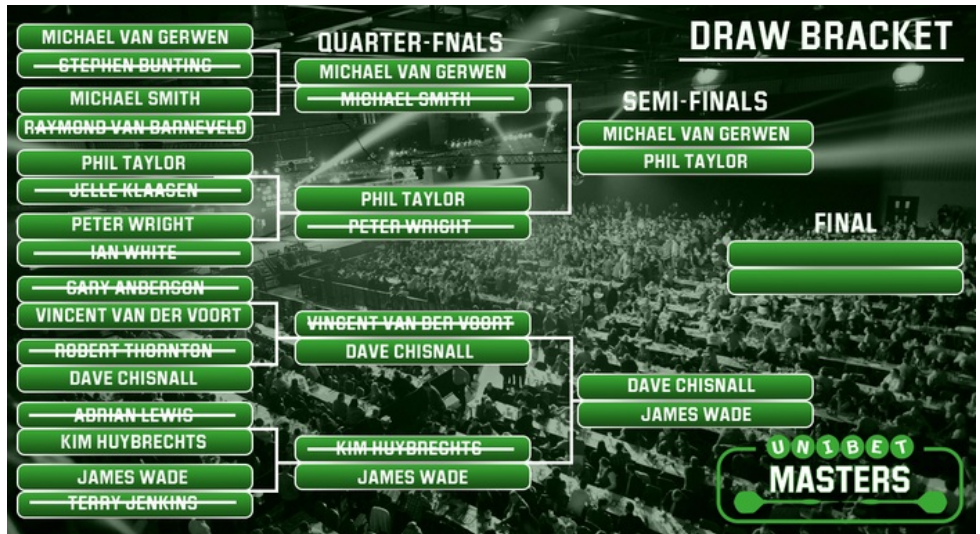 DRAW BRACKET
MICHAEL VAN GERWEN
STEPHEN BUNTING
MICHAEL SMITH
RAYMOND VAN BARNEVELD
PHIL TAYLOR
JELLE KLAASEN
PETER WRIGHT
IAN WHITE
GARY ANDERSON
VINCENT VAN DER VOORT
ROBERT THORNTON
DAVE CHISNALL
ADRIAN LEWIS
KIM HUYBRECHTS
JAMES WADE
TERRY JENKINS
QUARTER-FNALS
MICHAEL VAN GERWEN
MICHAEL SMITH
PHIL TAYLOR
PETER WRIGHT
VINCENT VAN DER VOORT
DAVE CHISNALL
KIM HUYBRECHTS
JAMES WADE
SEMI-FINALS
MICHAEL VAN GERWEN
PHIL TAYLOR
DAVE CHISNALL
JAMES WADE
FINAL
UNIBET
MASTERS